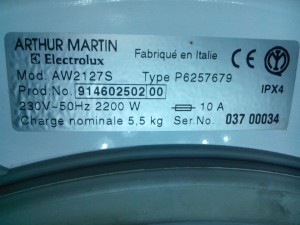 ARTHUR MARTIN
Electrolux Fabriqué en Italie CE
Mod. AW2127S Type P6257679
Prod.No. 914602502 00 IPX4
230V~50Hz 2200 W 10 A
Charge nominale 5,5 kg Ser.No. 037 00034